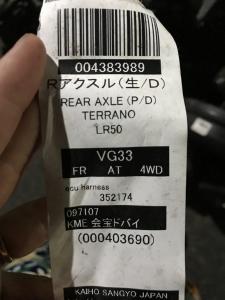 004383989
Rアクスル(生/D)
REAR AXLE (P/D)
TERRANO
LR50
VG33
FR AT 4WD
ecu harness
352174
097107
KME 会宝ドバイ
(000403690)
KAIHO SANGYO JAPAN